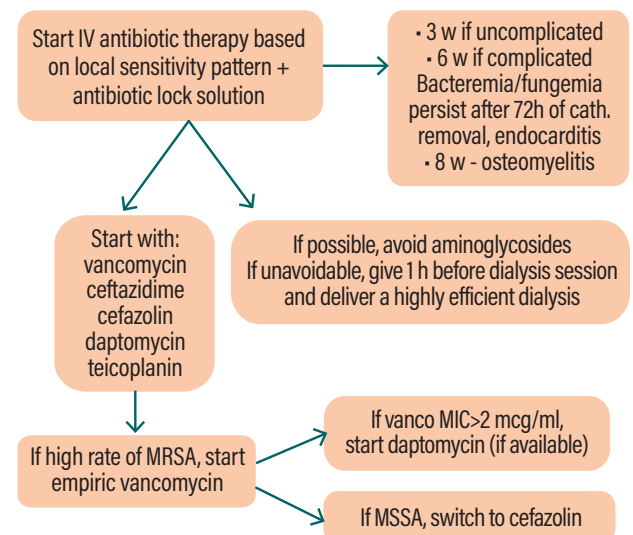 Start IV antibiotic therapy based
on local sensitivity pattern +
antibiotic lock solution
• 3 w if uncomplicated
• 6 w if complicated
Bacteremia/fungemia
persist after 72h of cath.
removal, endocarditis
• 8 w - osteomyelitis
Start with:
vancomycin
ceftazidime
cefazolin
daptomycin
teicoplanin
If possible, avoid aminoglycosides
If unavoidable, give 1 h before dialysis session
and deliver a highly efficient dialysis
If high rate of MRSA, start
empiric vancomycin
If vanco MIC>2 mcg/ml,
start daptomycin (if available)
If MSSA, switch to cefazolin